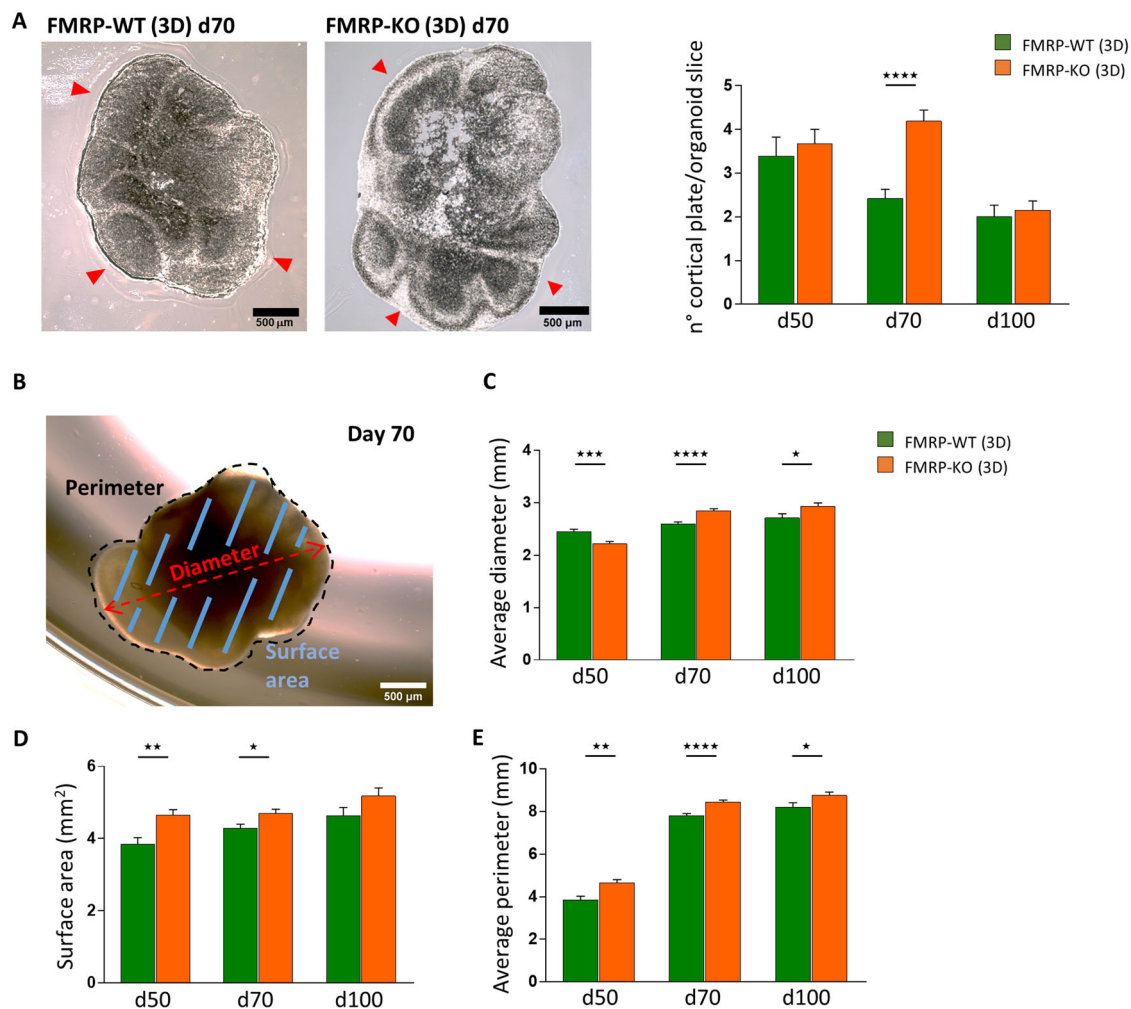 A
FMRP-WT (3D) d70
FMRP-KO (3D) d70
500 µm
500 µm
FMRP-WT (3D)
FMRP-KO (3D)
★★★★
n° cortical plate/organoid slice
5
4
3
2
1
0
d50
d70
d100
B
Day 70
Perimeter
Diameter
Surface
area
500 µm
C
FMRP-WT (3D)
FMRP-KO (3D)
★★★
★★★★
★
Average diameter (mm)
4
3
2
1
0
d50
d70
d100
D
★★
★
Surface area (mm²)
6
4
2
0
d50
d70
d100
E
★★
★★★★
★
Average perimeter (mm)
10
8
6
4
2
0
d50
d70
d100